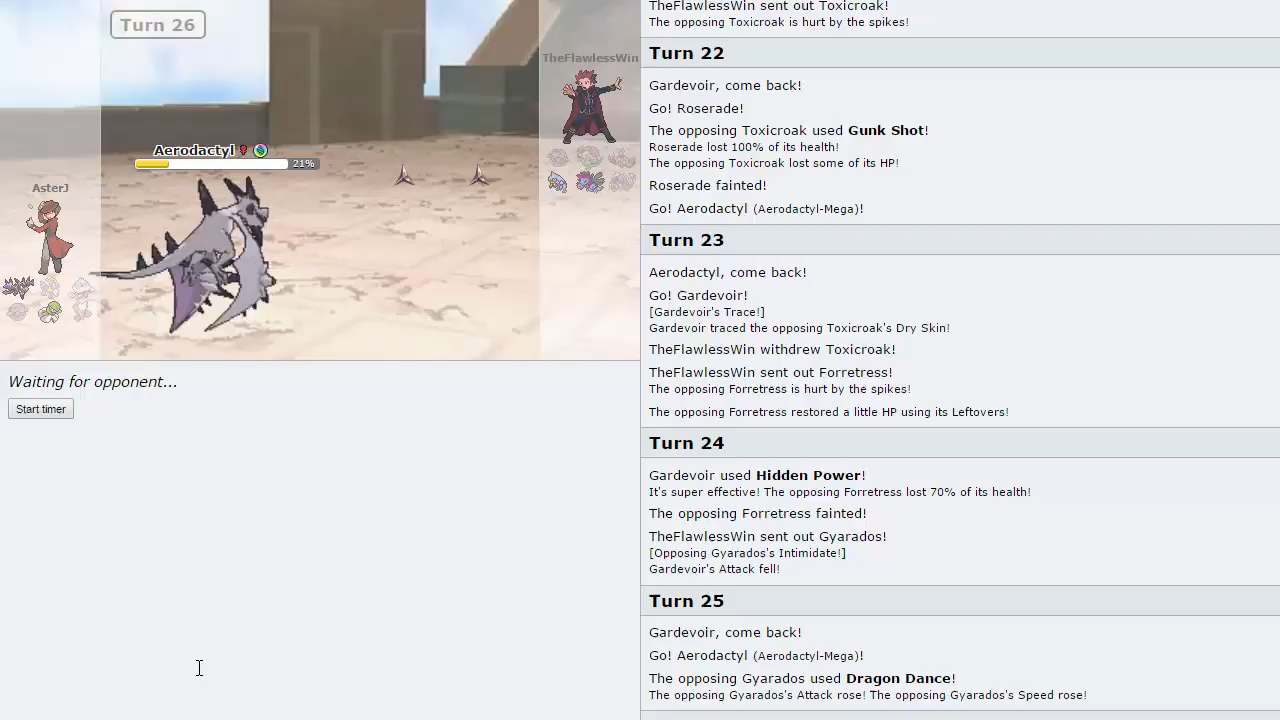 Turn 26
TheFlawlessWin
Aerodactyl
21%
AsterJ
Waiting for opponent...
Start timer
TheFlawlessWin sent out Toxicroak!
The opposing Toxicroak is hurt by the spikes!
Turn 22
Gardevoir, come back!
Go! Roserade!
The opposing Toxicroak used Gunk Shot!
Roserade lost 100% of its health!
The opposing Toxicroak lost some of its HP!
Roserade fainted!
Go! Aerodactyl (Aerodactyl-Mega)!
Turn 23
Aerodactyl, come back!
Go! Gardevoir!
[Gardevoir's Trace!]
Gardevoir traced the opposing Toxicroak's Dry Skin!
TheFlawlessWin withdrew Toxicroak!
TheFlawlessWin sent out Forretress!
The opposing Forretress is hurt by the spikes!
The opposing Forretress restored a little HP using its Leftovers!
Turn 24
Gardevoir used Hidden Power!
It's super effective! The opposing Forretress lost 70% of its health!
The opposing Forretress fainted!
TheFlawlessWin sent out Gyarados!
[Opposing Gyarados's Intimidate!]
Gardevoir's Attack fell!
Turn 25
Gardevoir, come back!
Go! Aerodactyl (Aerodactyl-Mega)!
The opposing Gyarados used Dragon Dance!
The opposing Gyarados's Attack rose! The opposing Gyarados's Speed rose!